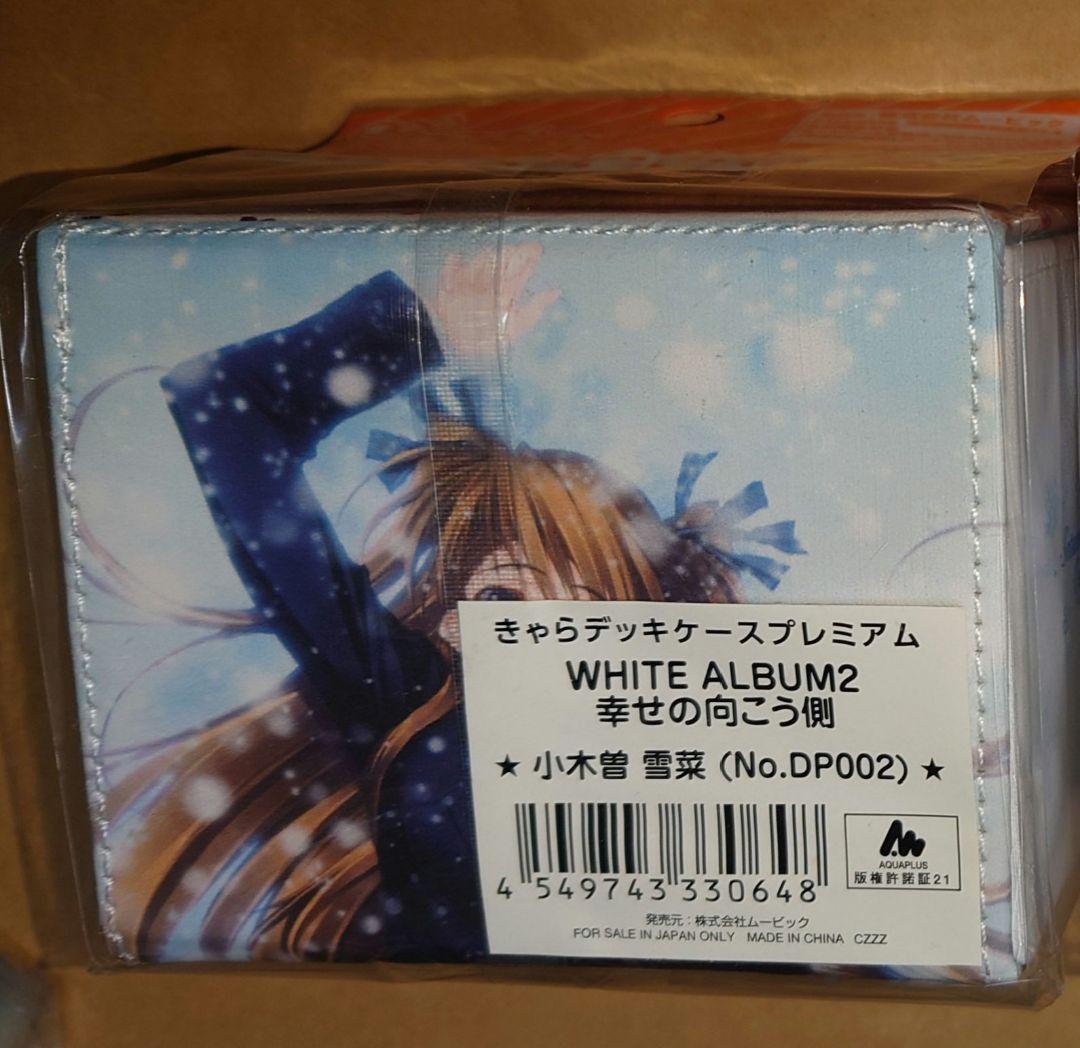 きゃらデッキケースプレミアム
WHITE ALBUM2
幸せの向こう側
★ 小木曽 雪菜 (No.DP002) ★
4 549743 330648
AQUAPLUS
版権許諾証21
発売元：株式会社ムービック
FOR SALE IN JAPAN ONLY MADE IN CHINA CZZZ